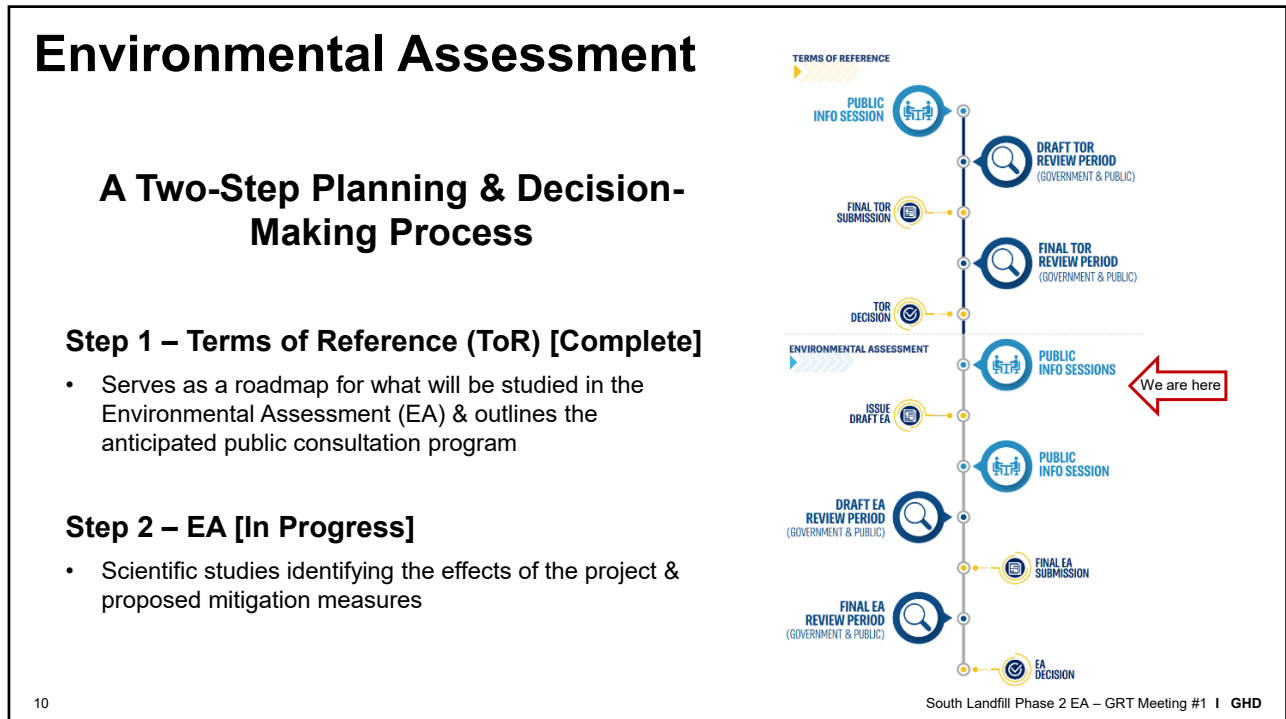 Environmental Assessment
A Two-Step Planning & Decision-
Making Process
Step 1 – Terms of Reference (ToR) [Complete]
• Serves as a roadmap for what will be studied in the
Environmental Assessment (EA) & outlines the
anticipated public consultation program
Step 2 – EA [In Progress]
• Scientific studies identifying the effects of the project &
proposed mitigation measures
TERMS OF REFERENCE
PUBLIC
INFO SESSION
DRAFT TOR
REVIEW PERIOD
(GOVERNMENT & PUBLIC)
FINAL TOR
SUBMISSION
FINAL TOR
REVIEW PERIOD
(GOVERNMENT & PUBLIC)
TOR
DECISION
ENVIRONMENTAL ASSESSMENT
PUBLIC
INFO SESSIONS
We are here
ISSUE
DRAFT EA
PUBLIC
INFO SESSION
DRAFT EA
REVIEW PERIOD
(GOVERNMENT & PUBLIC)
FINAL EA
SUBMISSION
FINAL EA
REVIEW PERIOD
(GOVERNMENT & PUBLIC)
EA
DECISION
10
South Landfill Phase 2 EA – GRT Meeting #1 I GHD